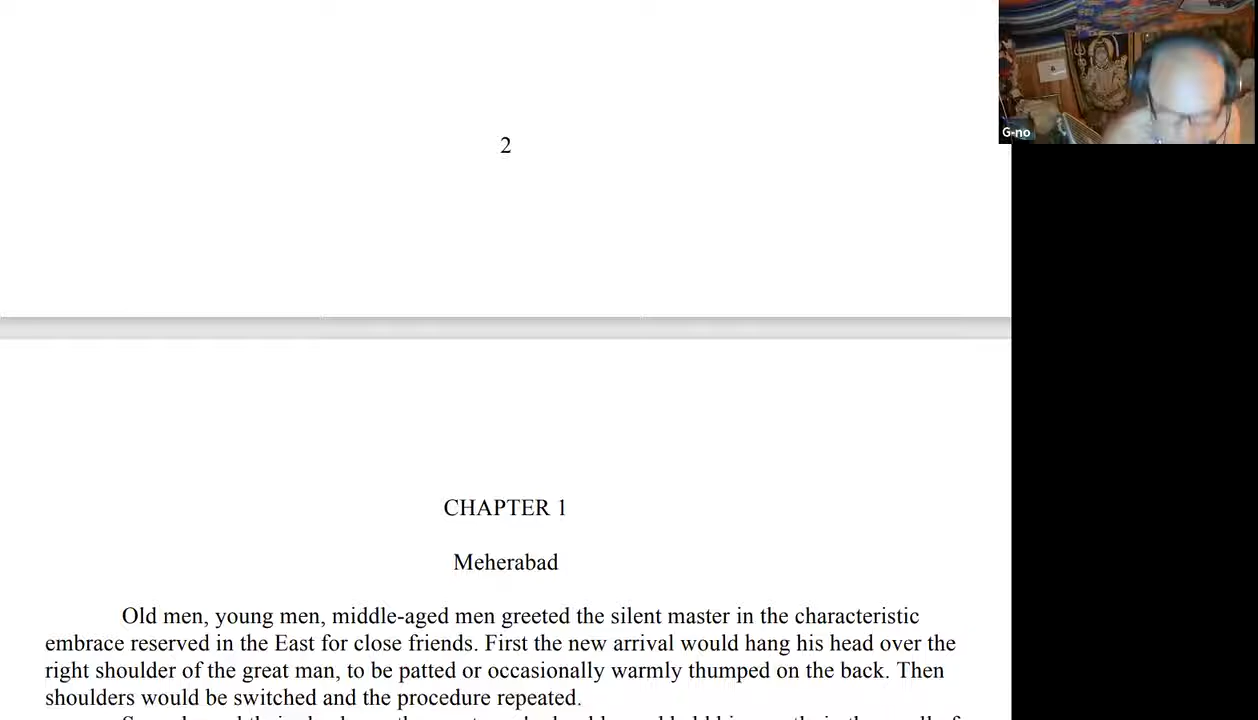 G-no
2
CHAPTER 1
Meherabad
Old men, young men, middle-aged men greeted the silent master in the characteristic
embrace reserved in the East for close friends. First the new arrival would hang his head over the
right shoulder of the great man, to be patted or occasionally warmly thumped on the back. Then
shoulders would be switched and the procedure repeated.